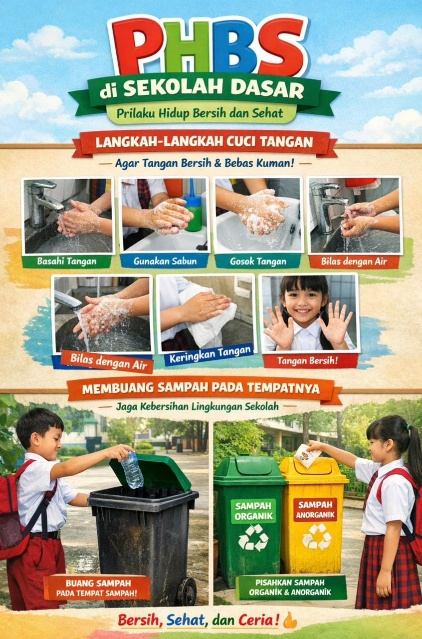 PHBS
di SEKOLAH DASAR
Prilaku Hidup Bersih dan Sehat
LANGKAH-LANGKAH CUCI TANGAN
Agar Tangan Bersih & Bebas Kuman!
Basahi Tangan
Gunakan Sabun
Gosok Tangan
Bilas dengan Air
Bilas dengan Air
Keringkan Tangan
Tangan Bersih!
MEMBUANG SAMPAH PADA TEMPATNYA
Jaga Kebersihan Lingkungan Sekolah
BUANG SAMPAH
PADA TEMPAT SAMPAH!
SAMPAH
ORGANIK
SAMPAH
ANORGANIK
PISAHKAN SAMPAH
ORGANIK & ANORGANIK
Bersih, Sehat, dan Ceria!